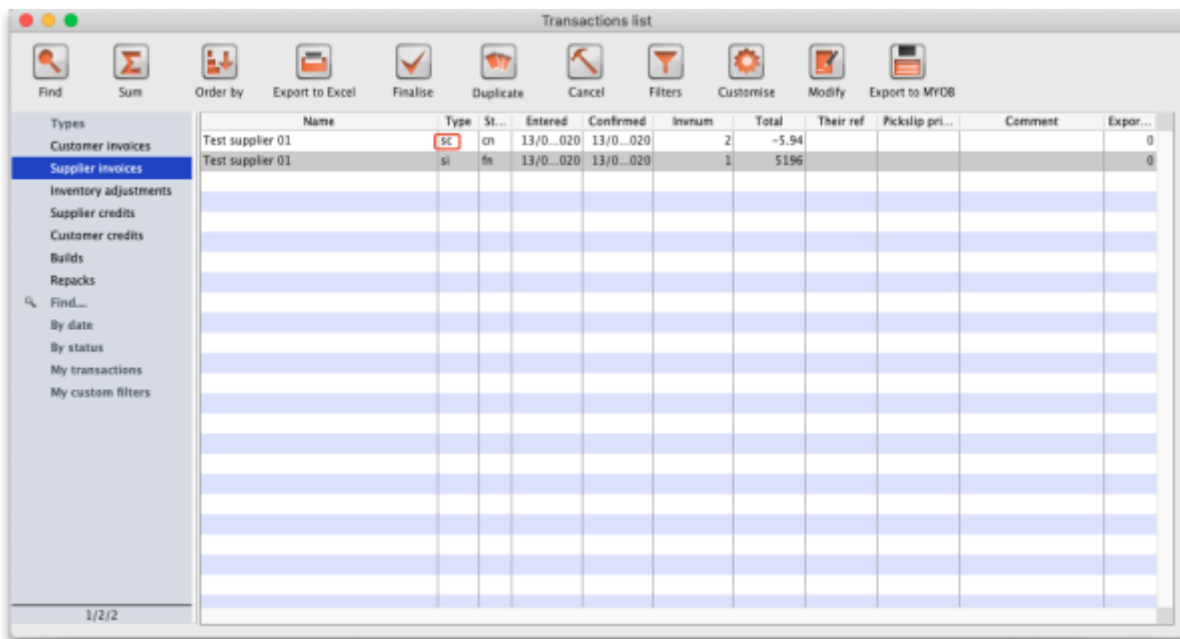 Transactions list
Find Sum Order by Export to Excel Finalise Duplicate Cancel Filters Customise Modify Export to MYOB
Types
Customer invoices
Supplier invoices
Inventory adjustments
Supplier credits
Customer credits
Builds
Repacks
Find...
By date
By status
My transactions
My custom filters
1/2/2
Name Type St... Entered Confirmed Invnum Total Their ref Pickslip pri... Comment Expor...
Test supplier 01 sc cn 13/0...020 13/0...020 2 -5.94 0
Test supplier 01 si fn 13/0...020 13/0...020 1 5196 0